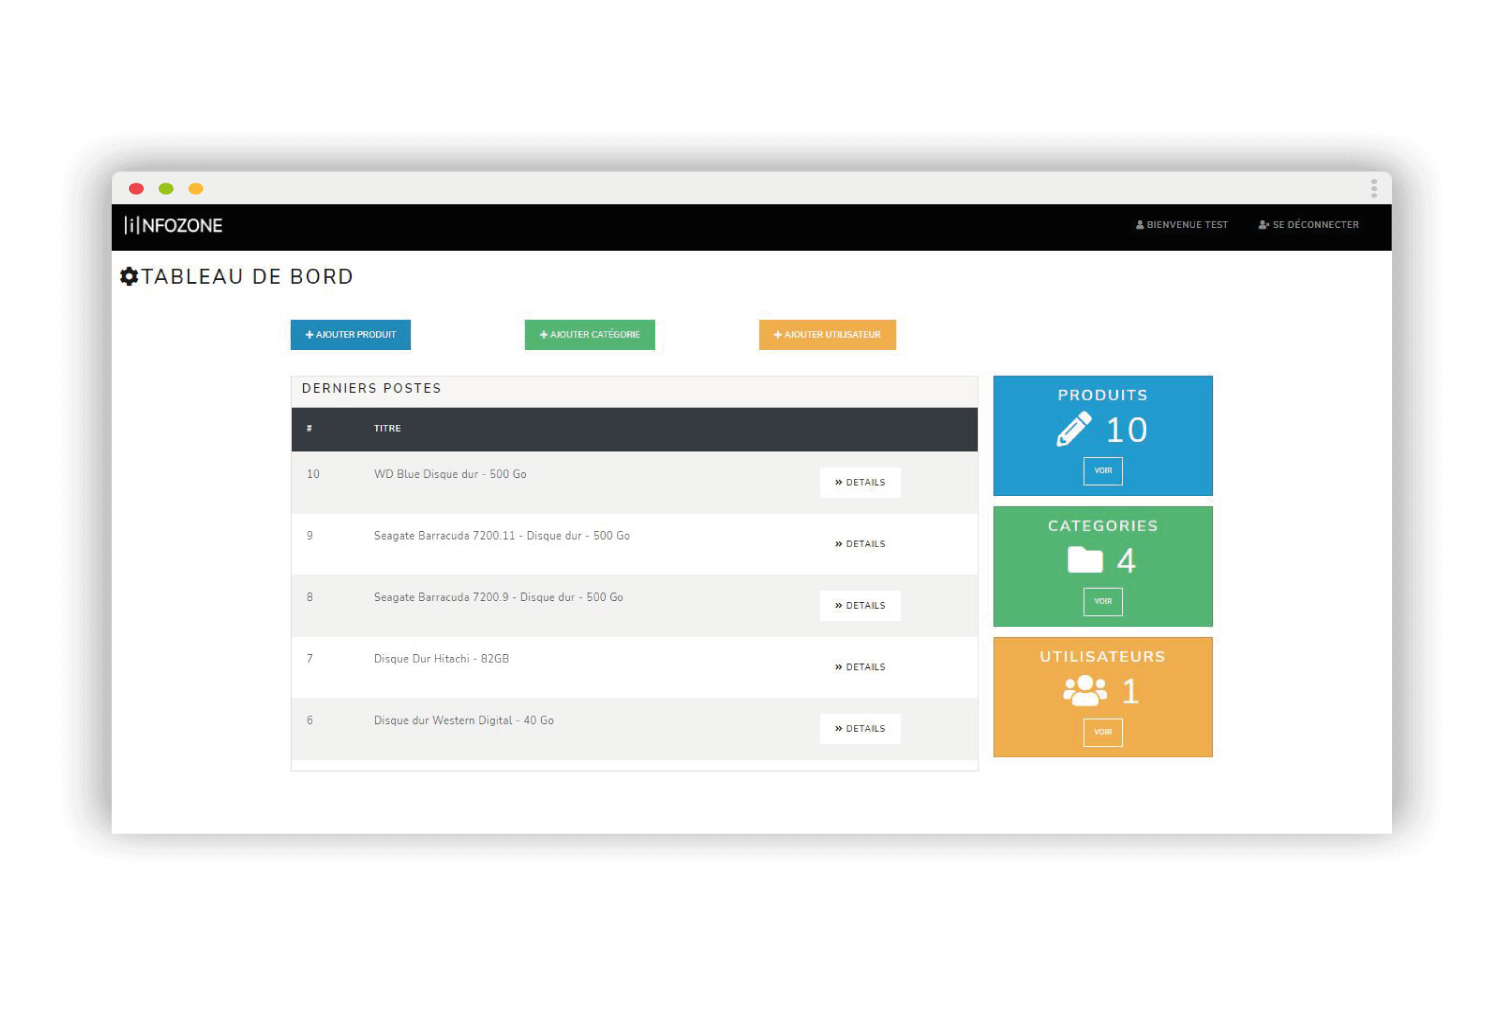 |i|NFOZONE
BIENVENUE TEST
SE DÉCONNECTER
TABLEAU DE BORD
+ AJOUTER PRODUIT
+ AJOUTER CATÉGORIE
+ AJOUTER UTILISATEUR
DERNIERS POSTES
# TITRE
10 WD Blue Disque dur - 500 Go » DETAILS
9 Seagate Barracuda 7200.11 - Disque dur - 500 Go » DETAILS
8 Seagate Barracuda 7200.9 - Disque dur - 500 Go » DETAILS
7 Disque Dur Hitachi - 82GB » DETAILS
6 Disque dur Western Digital - 40 Go » DETAILS
PRODUITS
10
VOIR
CATEGORIES
4
VOIR
UTILISATEURS
1
VOIR